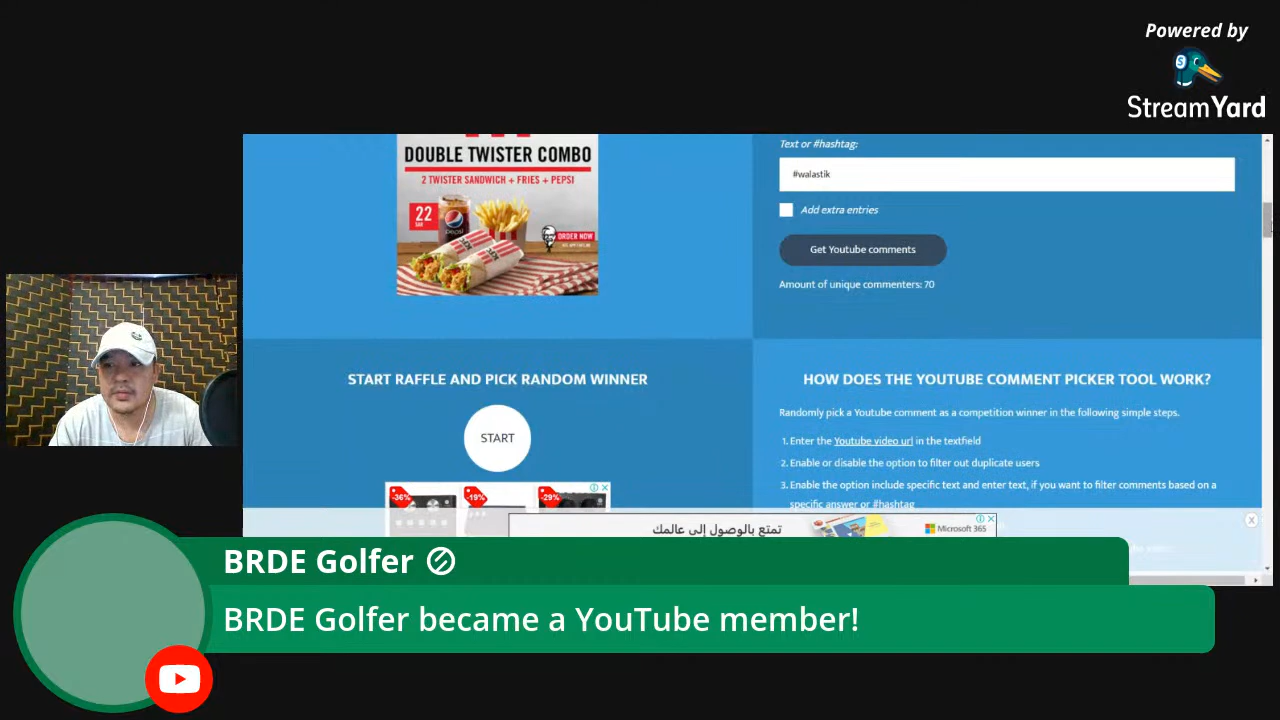 Powered by
StreamYard
DOUBLE TWISTER COMBO
2 TWISTER SANDWICH + FRIES + PEPSI
22
SAR
pepsi
ORDER NOW
Text or #hashtag:
#walastik
Add extra entries
Get Youtube comments
Amount of unique commenters: 70
START RAFFLE AND PICK RANDOM WINNER
START
-36%
-19%
-29%
HOW DOES THE YOUTUBE COMMENT PICKER TOOL WORK?
Randomly pick a Youtube comment as a competition winner in the following simple steps.
1. Enter the Youtube video url in the textfield
2. Enable or disable the option to filter out duplicate users
3. Enable the option include specific text and enter text, if you want to filter comments based on a
specific answer or #hashtag
تمتع بالوصول إلى عالمك
Microsoft 365
BRDE Golfer
BRDE Golfer became a YouTube member!